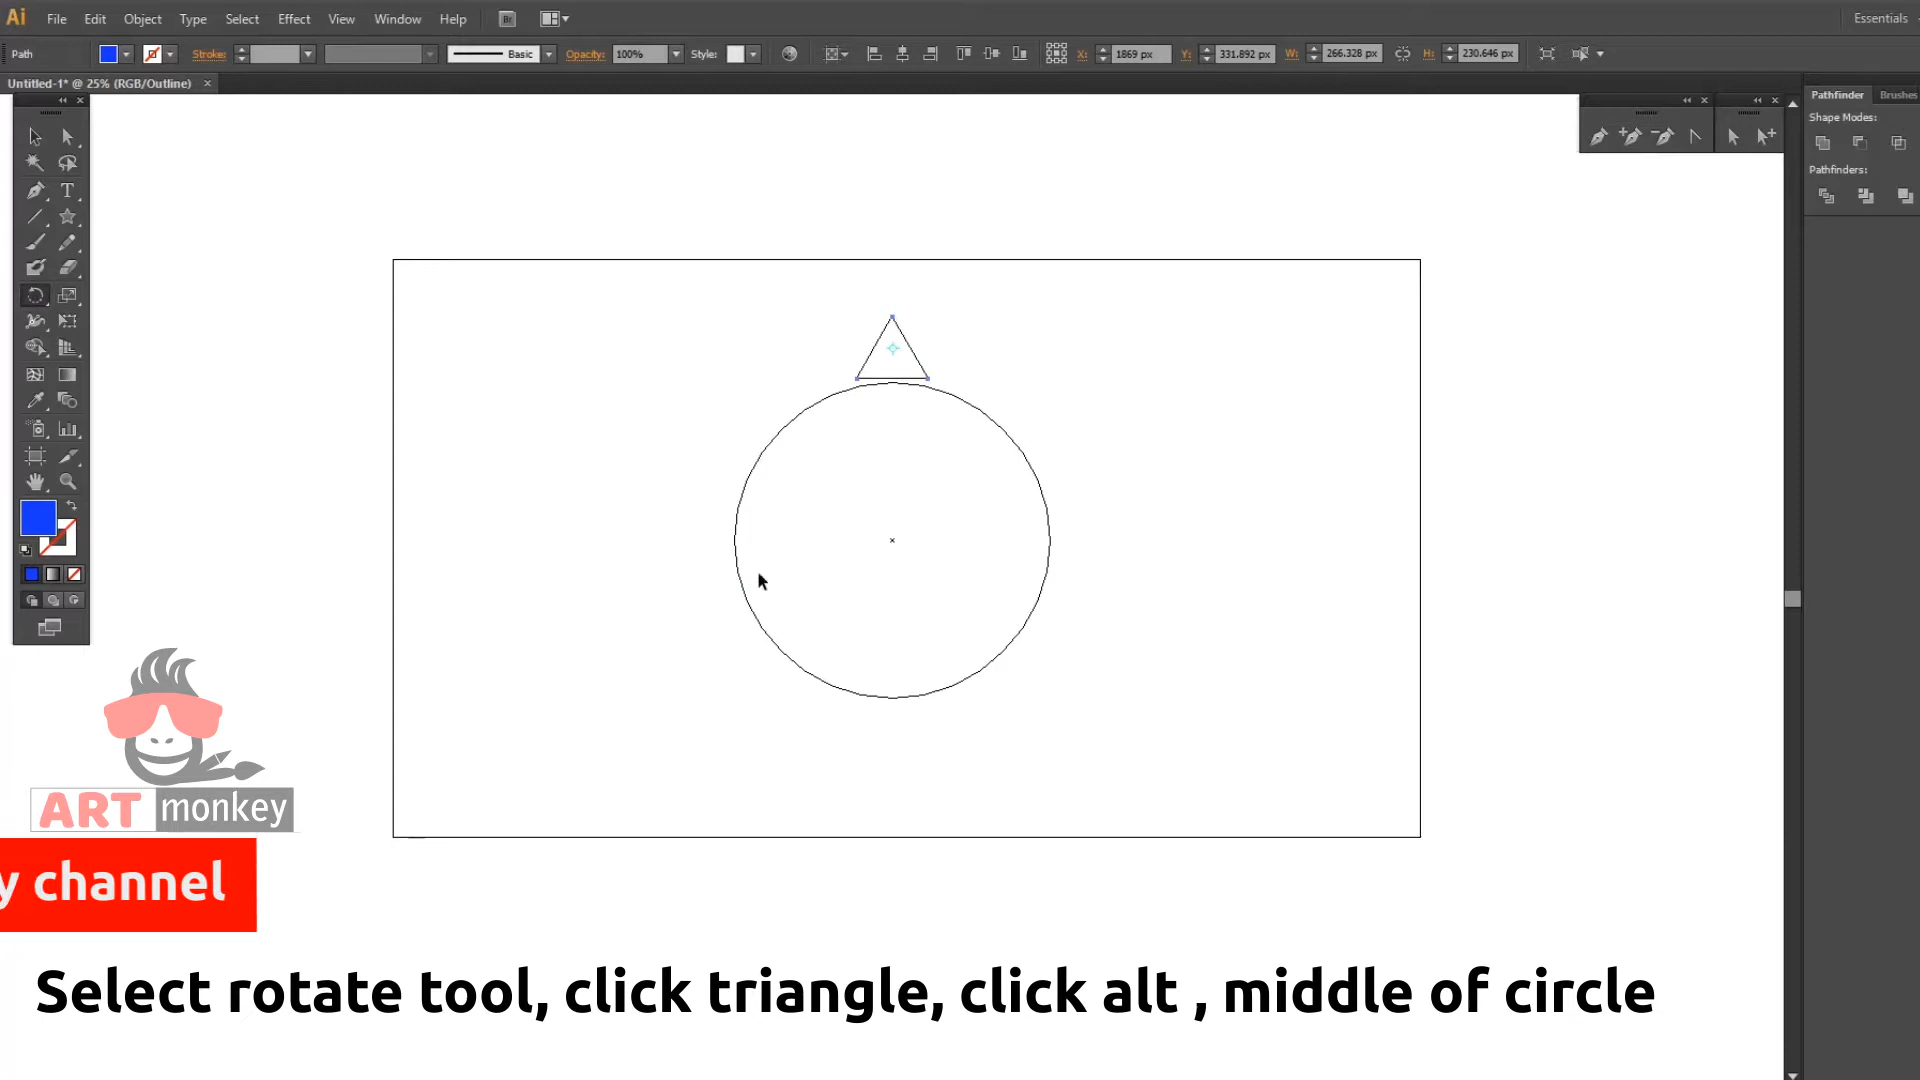 Ai File Edit Object Type Select Effect View Window Help Br Essentials
Path Stroke: Basic Opacity: 100% Style: X: 1869 px Y: 331.892 px W: 266.328 px H: 230.646 px
Untitled-1* @ 25% (RGB/Outline)
Pathfinder Brushes
Shape Modes:
Pathfinders:
ART monkey
y channel
Select rotate tool, click triangle, click alt , middle of circle